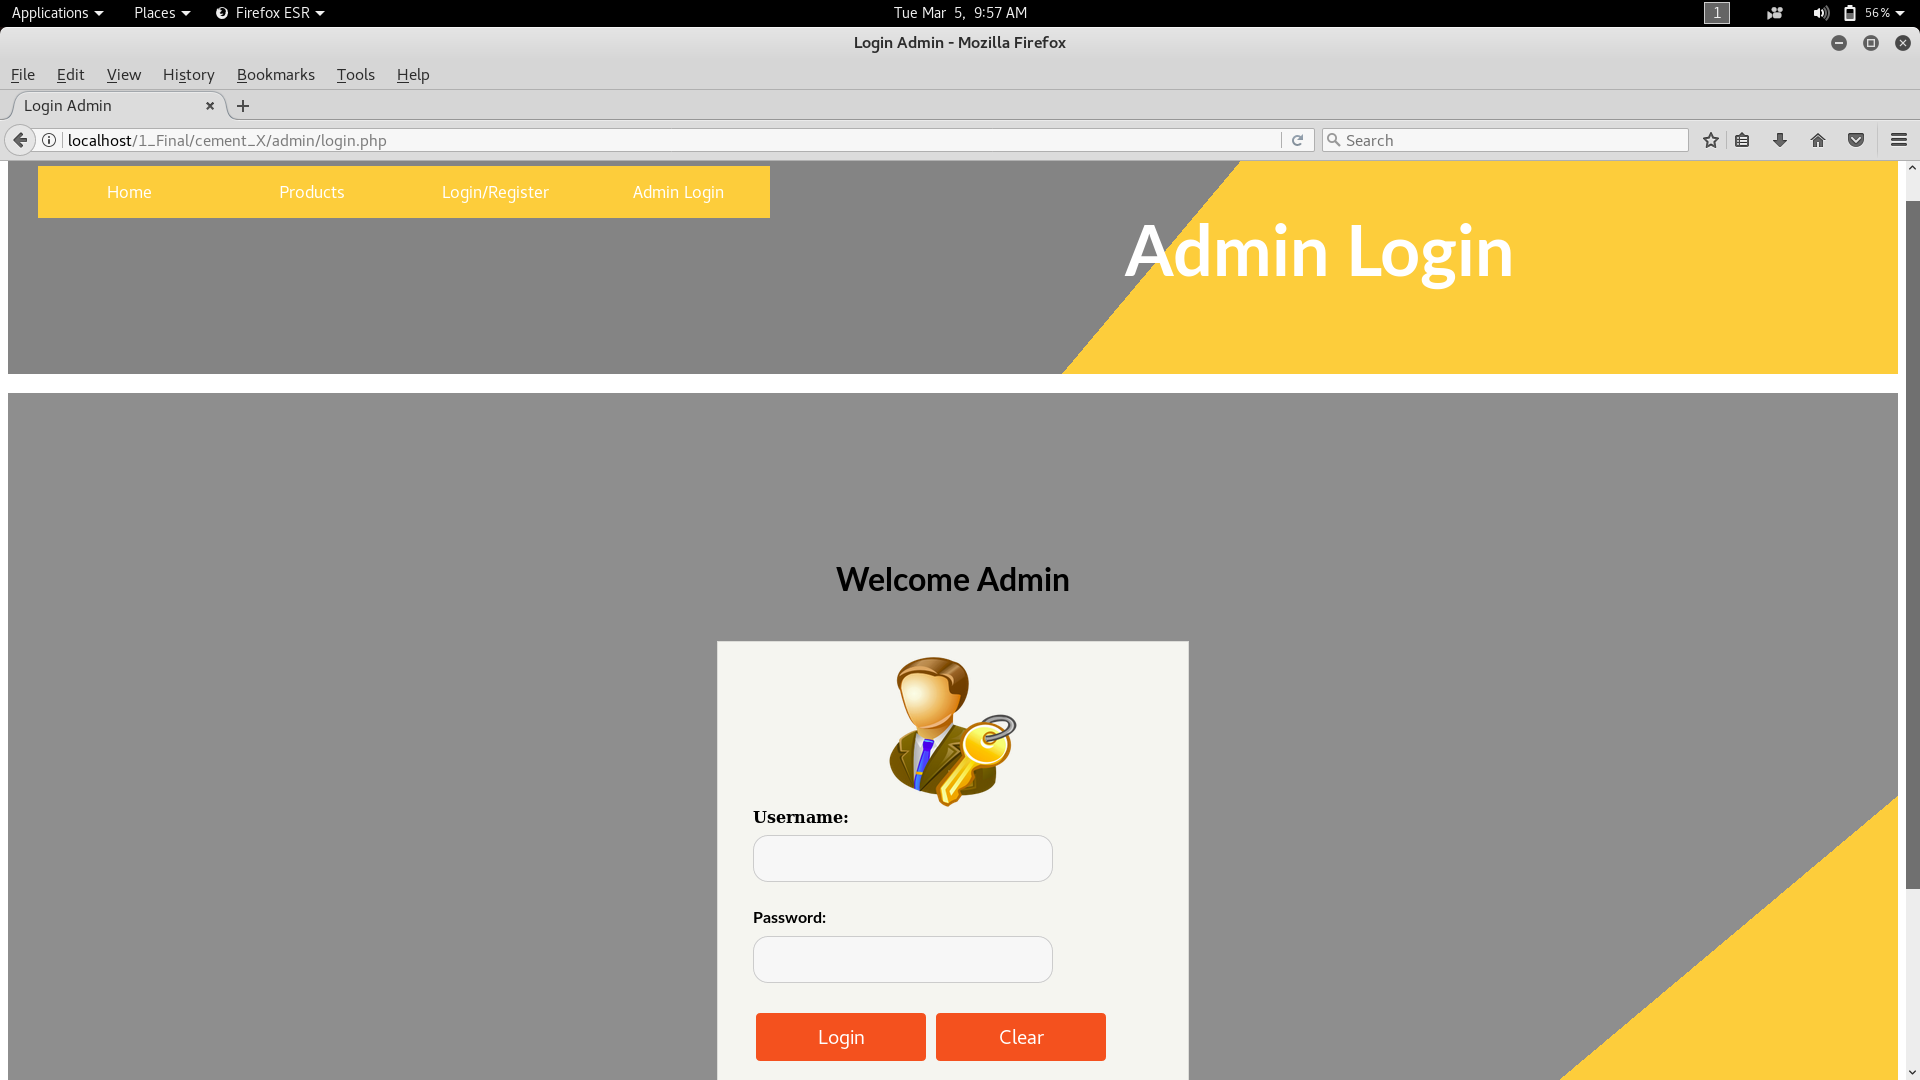 Applications Places Firefox ESR Tue Mar 5, 9:57 AM 1 56%
Login Admin - Mozilla Firefox
File Edit View History Bookmarks Tools Help
Login Admin
localhost/1_Final/cement_X/admin/login.php Search
Home Products Login/Register Admin Login
Admin Login
Welcome Admin
Username:
Password:
Login Clear